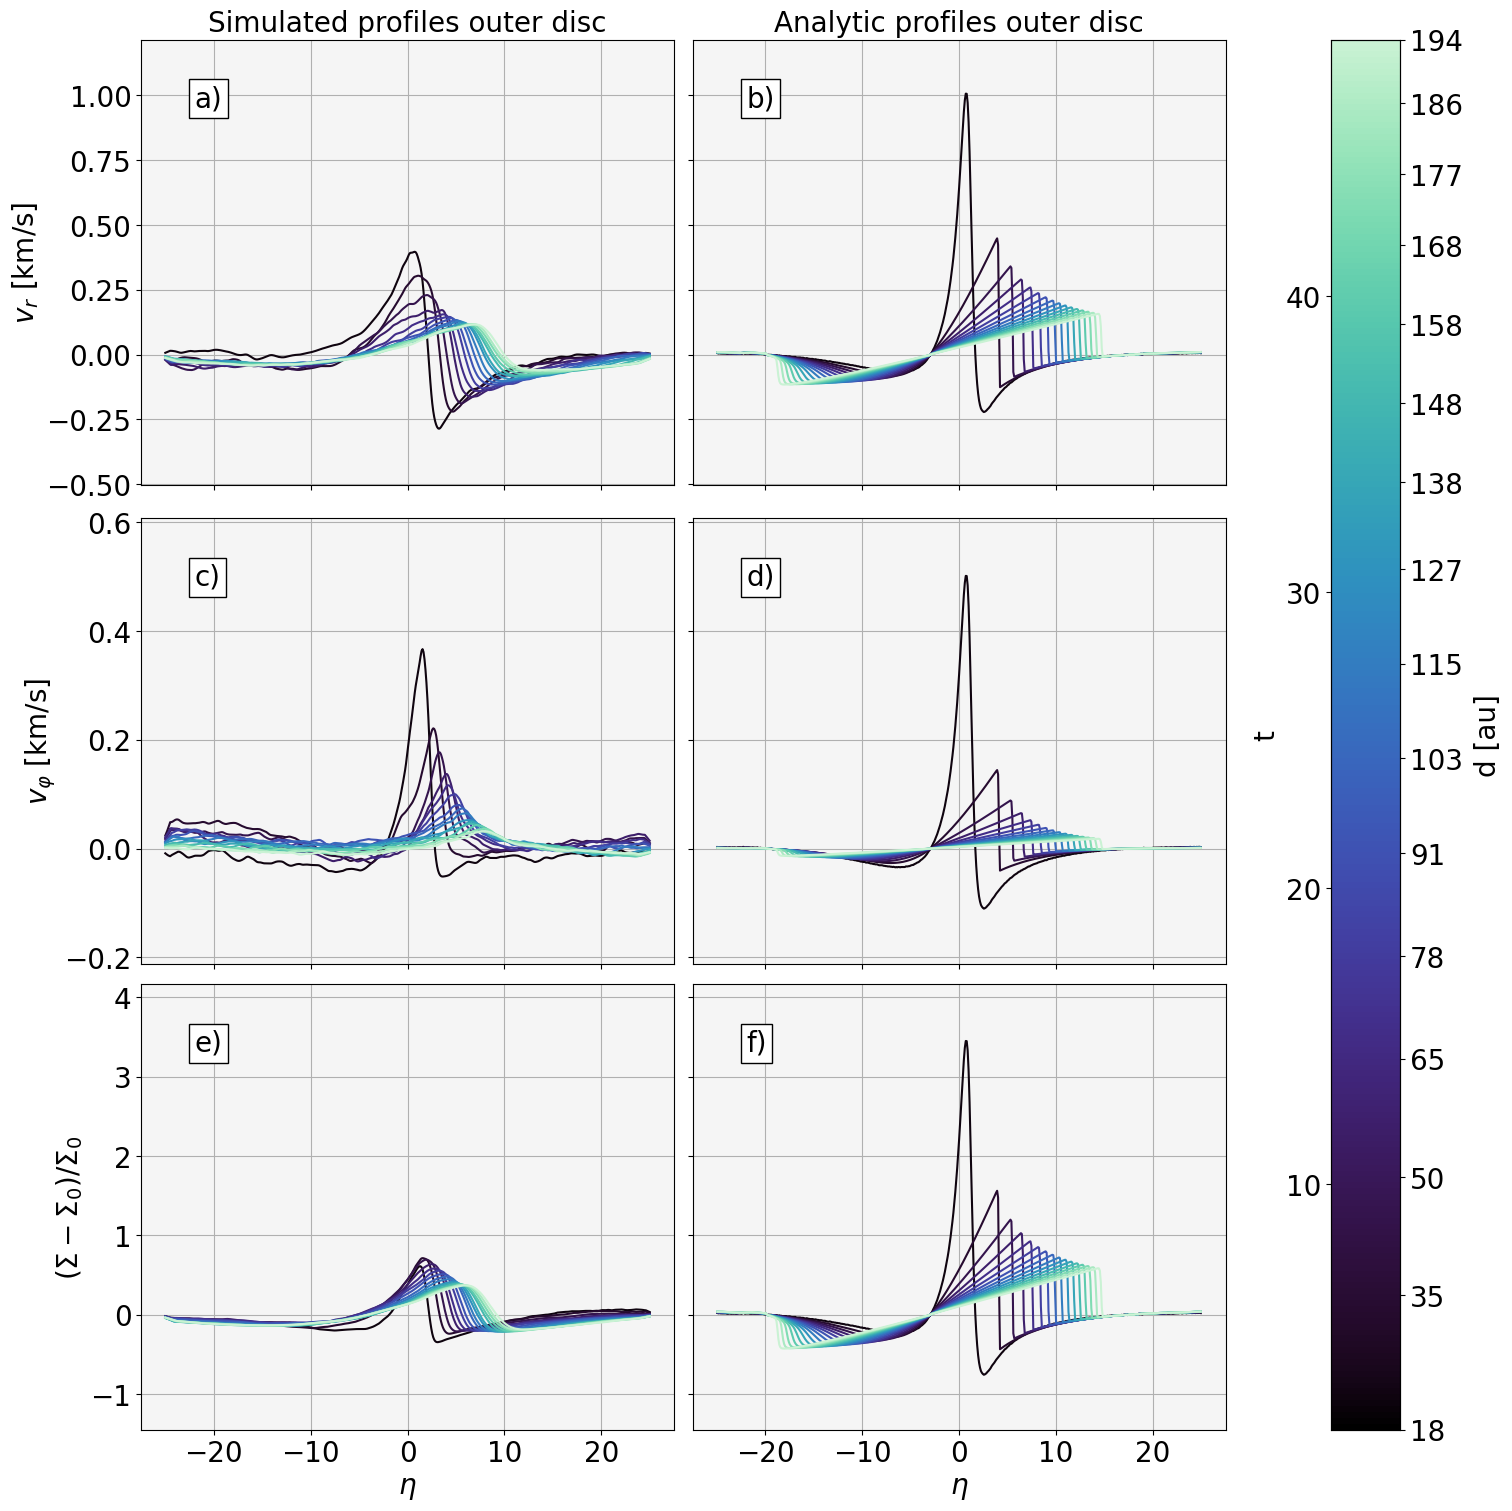 Simulated profiles outer disc
Analytic profiles outer disc
a)
1.00
0.75
0.50
0.25
0.00
−0.25
−0.50
v_r [km/s]
b)
c)
0.6
0.4
0.2
0.0
−0.2
v_φ [km/s]
d)
e)
4
3
2
1
0
−1
(Σ − Σ_0)/Σ_0
−20 −10 0 10 20
η
f)
−20 −10 0 10 20
η
40
30
20
10
t
194
186
177
168
158
148
138
127
115
103
91
78
65
50
35
18
d [au]